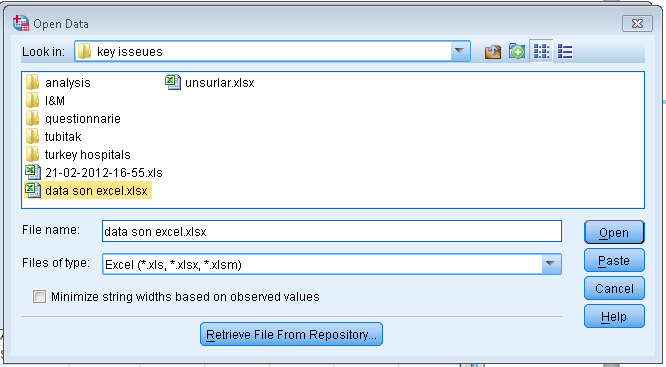 Open Data
Look in: key isseues
analysis
unsurlar.xlsx
I&M
questionnarie
tubitak
turkey hospitals
21-02-2012-16-55.xls
data son excel.xlsx
File name: data son excel.xlsx Open
Files of type: Excel (*.xls, *.xlsx, *.xlsm) Paste
Minimize string widths based on observed values Cancel
Help
Retrieve File From Repository...